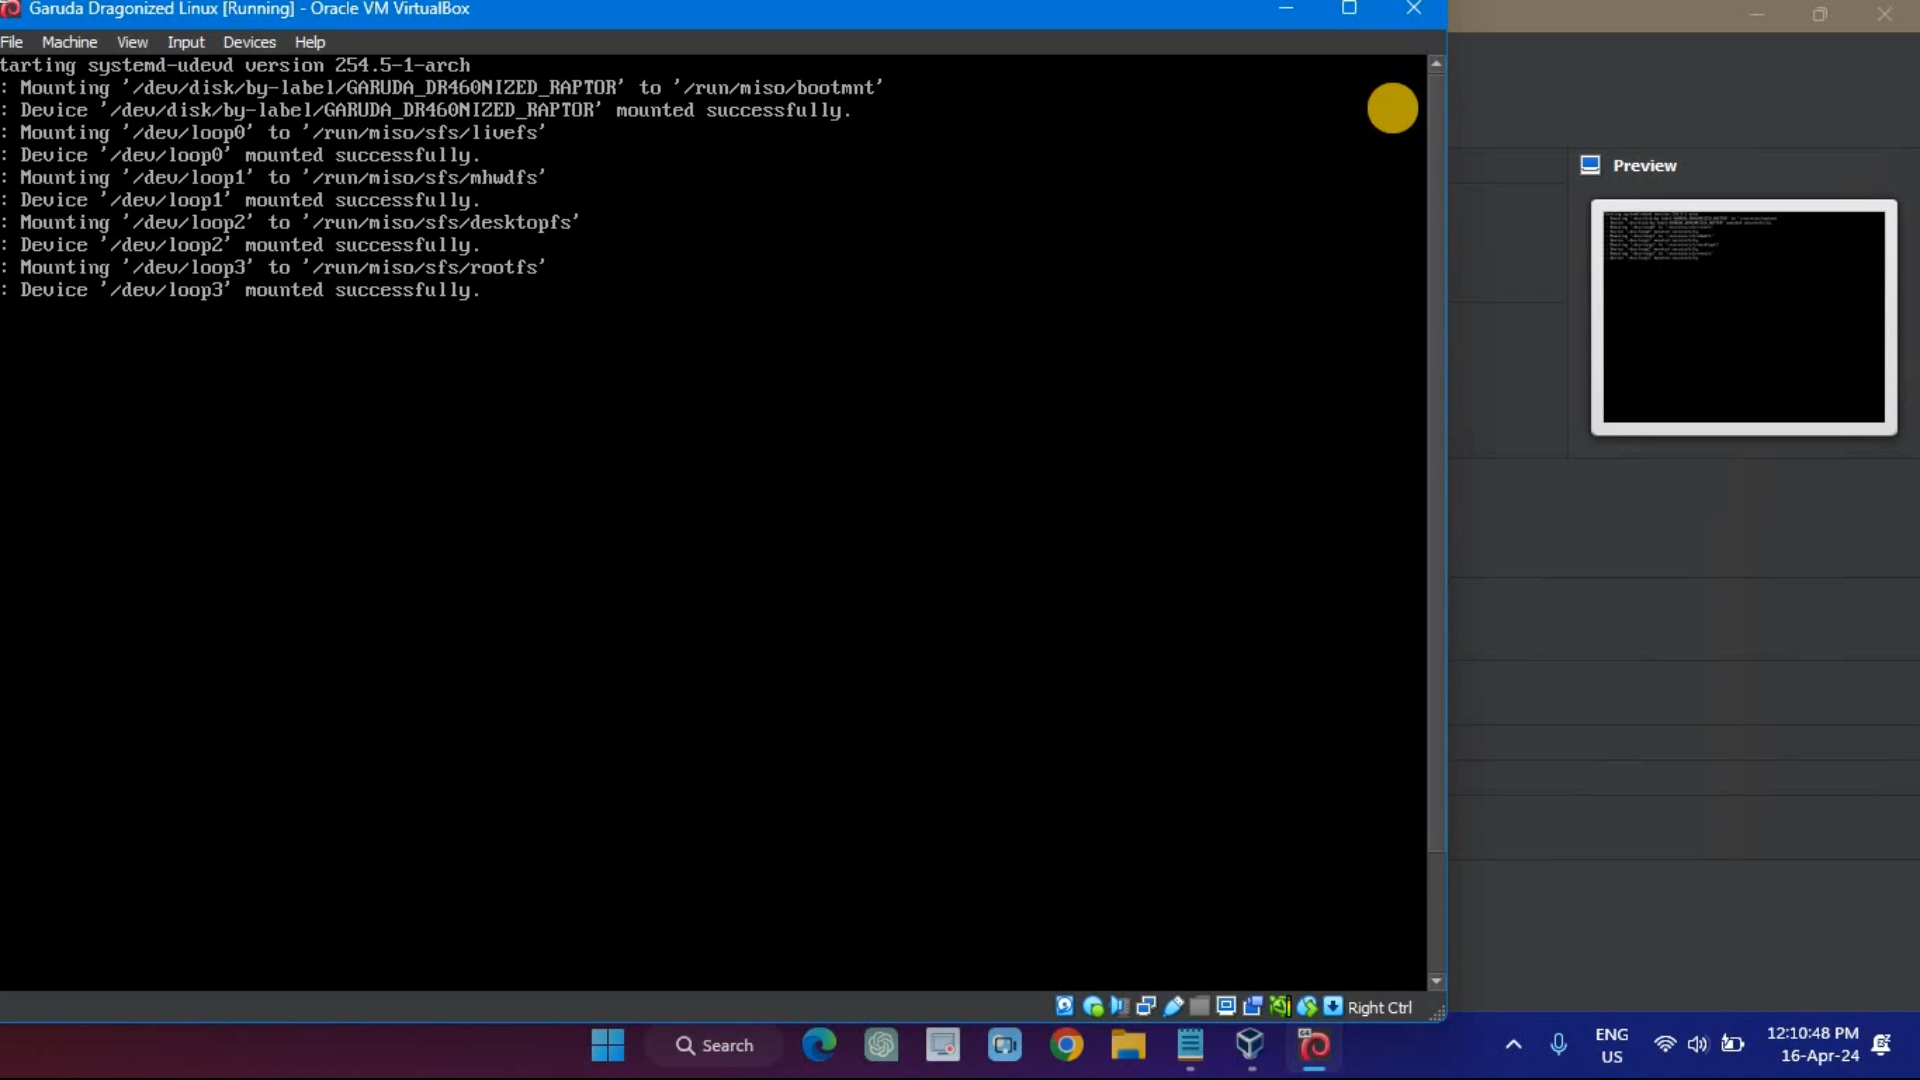 Garuda Dragonized Linux [Running] - Oracle VM VirtualBox
File Machine View Input Devices Help
tarting systemd-udevd version 254.5-1-arch
: Mounting '/dev/disk/by-label/GARUDA_DR460NIZED_RAPTOR' to '/run/miso/bootmnt'
: Device '/dev/disk/by-label/GARUDA_DR460NIZED_RAPTOR' mounted successfully.
: Mounting '/dev/loop0' to '/run/miso/sfs/livefs'
: Device '/dev/loop0' mounted successfully.
: Mounting '/dev/loop1' to '/run/miso/sfs/mhwdfs'
: Device '/dev/loop1' mounted successfully.
: Mounting '/dev/loop2' to '/run/miso/sfs/desktopfs'
: Device '/dev/loop2' mounted successfully.
: Mounting '/dev/loop3' to '/run/miso/sfs/rootfs'
: Device '/dev/loop3' mounted successfully.
Preview
Right Ctrl
Search
ENG
US
12:10:48 PM
16-Apr-24